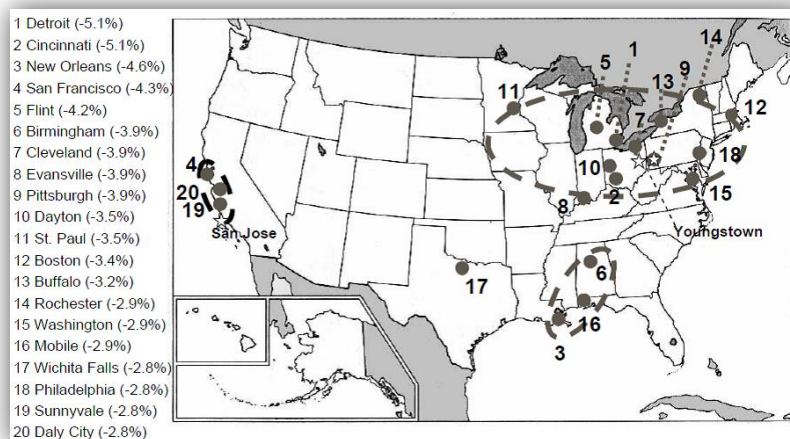 1 Detroit (-5.1%)
2 Cincinnati (-5.1%)
3 New Orleans (-4.6%)
4 San Francisco (-4.3%)
5 Flint (-4.2%)
6 Birmingham (-3.9%)
7 Cleveland (-3.9%)
8 Evansville (-3.9%)
9 Pittsburgh (-3.9%)
10 Dayton (-3.5%)
11 St. Paul (-3.5%)
12 Boston (-3.4%)
13 Buffalo (-3.2%)
14 Rochester (-2.9%)
15 Washington (-2.9%)
16 Mobile (-2.9%)
17 Wichita Falls (-2.8%)
18 Philadelphia (-2.8%)
19 Sunnyvale (-2.8%)
20 Daly City (-2.8%)
14
1
5
9
13
11
12
7
18
4
10
20
15
2
8
19
San Jose
Youngstown
6
17
16
3